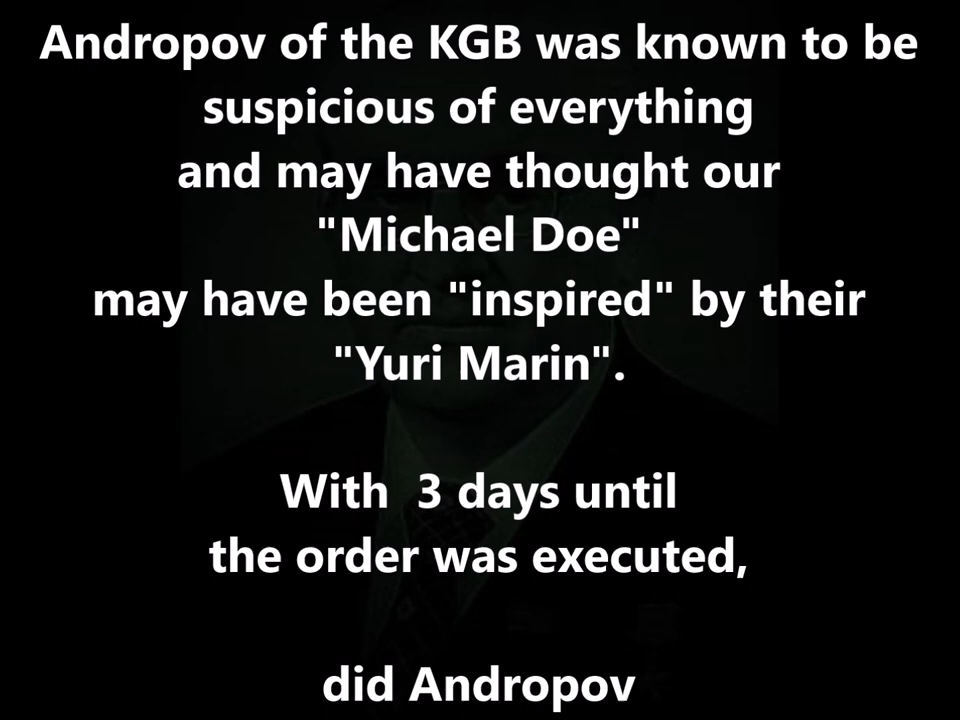 Andropov of the KGB was known to be
suspicious of everything
and may have thought our
"Michael Doe"
may have been "inspired" by their
"Yuri Marin".
With  3 days until
the order was executed,
did Andropov